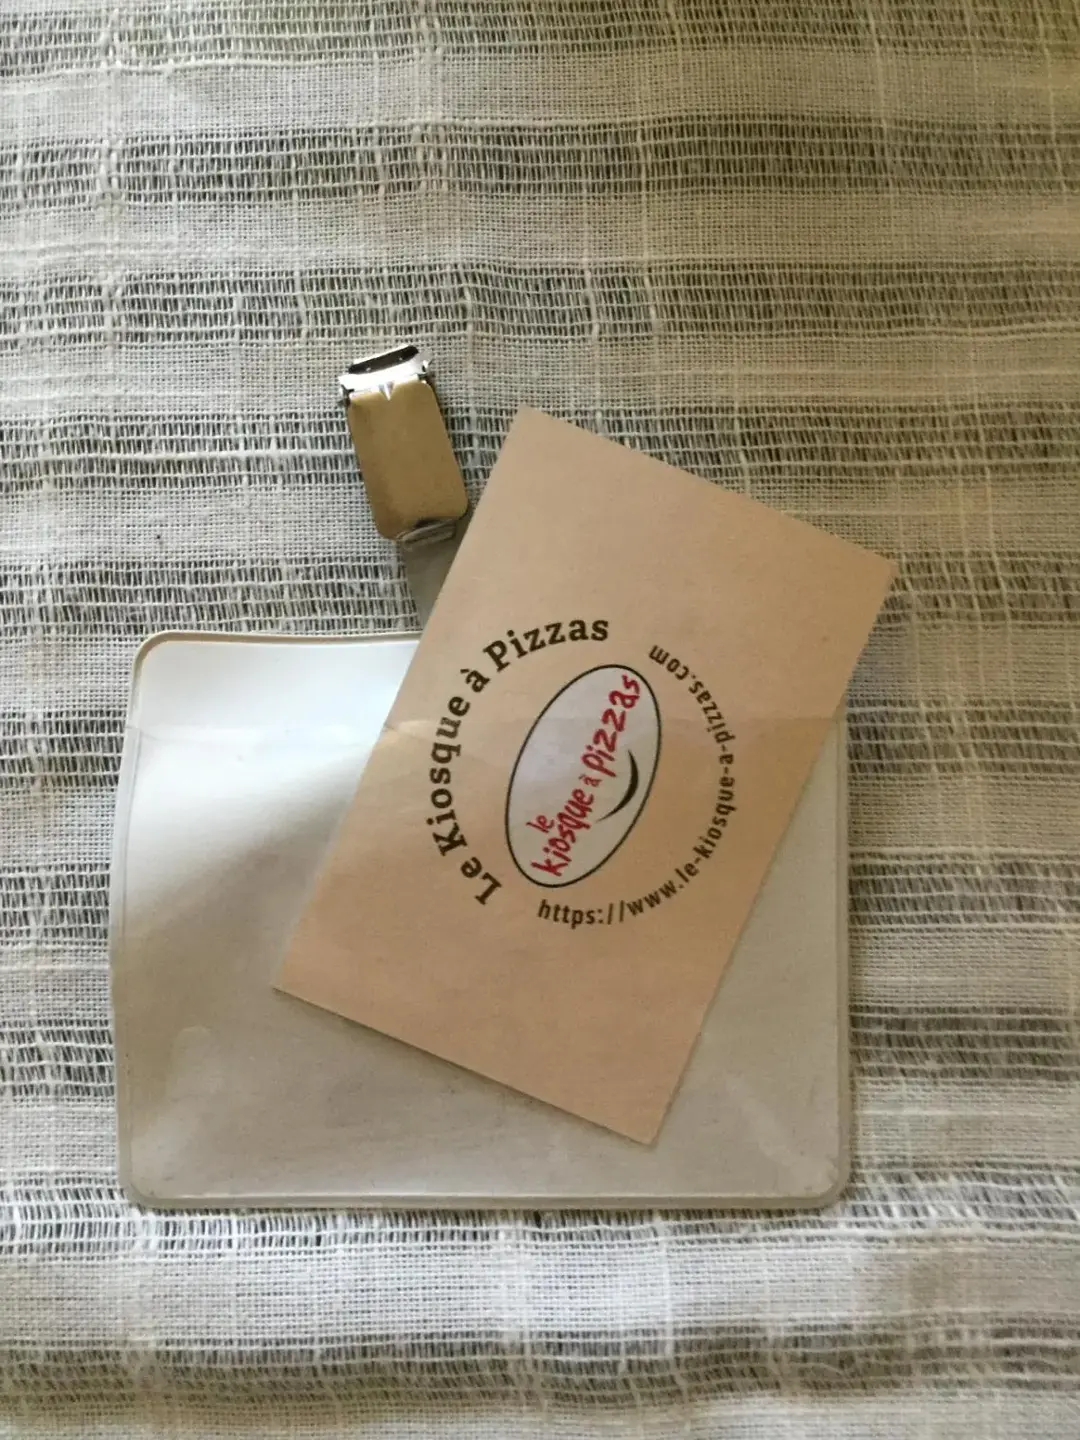 Le Kiosque à Pizzas
le
kiosque à pizzas
https://www.le-kiosque-a-pizzas.com